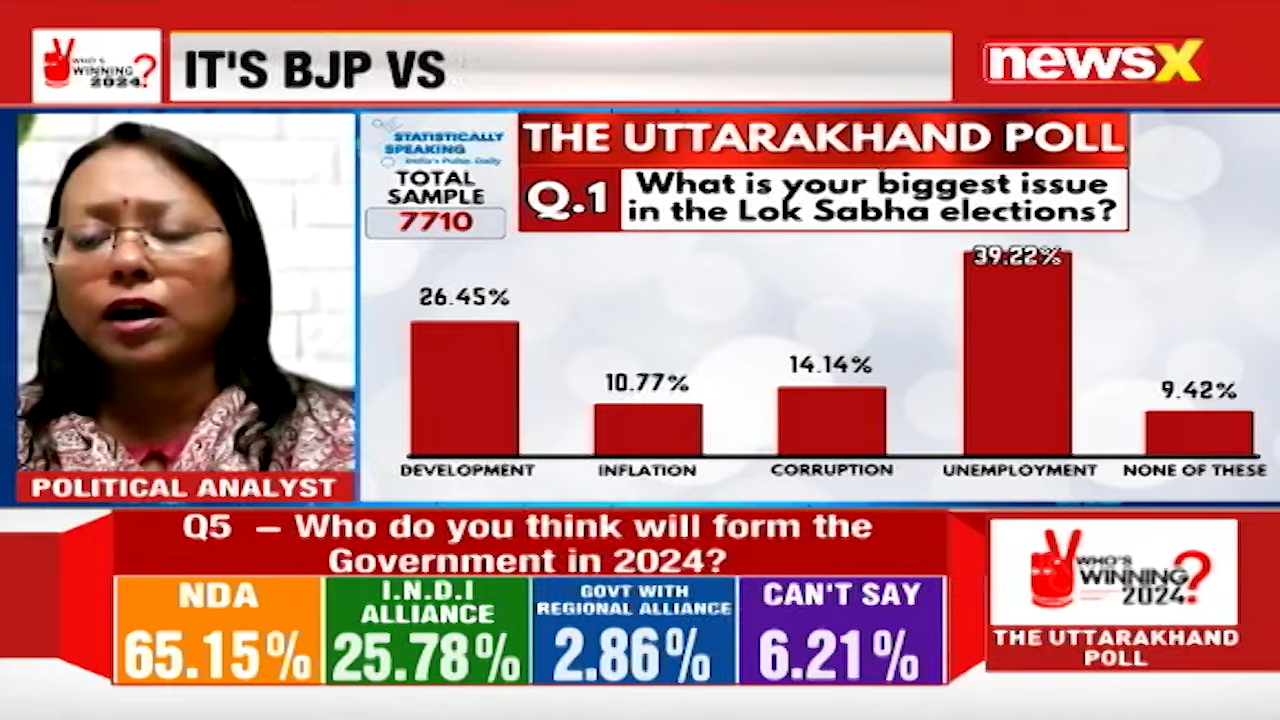 WHO'S
WINNING
2024?
IT'S BJP VS
newsX
STATISTICALLY
SPEAKING
India's Pulse. Daily
TOTAL
SAMPLE
7710
THE UTTARAKHAND POLL
Q.1
What is your biggest issue
in the Lok Sabha elections?
26.45%
10.77%
14.14%
39.22%
9.42%
DEVELOPMENT
INFLATION
CORRUPTION
UNEMPLOYMENT
NONE OF THESE
POLITICAL ANALYST
Q5 – Who do you think will form the
Government in 2024?
NDA
65.15%
I.N.D.I
ALLIANCE
25.78%
GOVT WITH
REGIONAL ALLIANCE
2.86%
CAN'T SAY
6.21%
WHO'S
WINNING
2024?
THE UTTARAKHAND
POLL